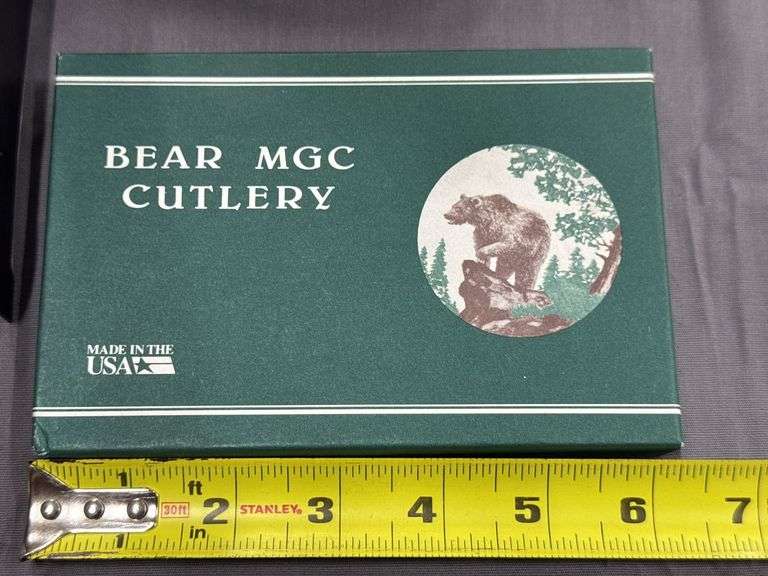 BEAR MGC
CUTLERY
MADE IN THE
USA
1 ft
30ft 2 STANLEY® 3 4 5 6 7
1 in